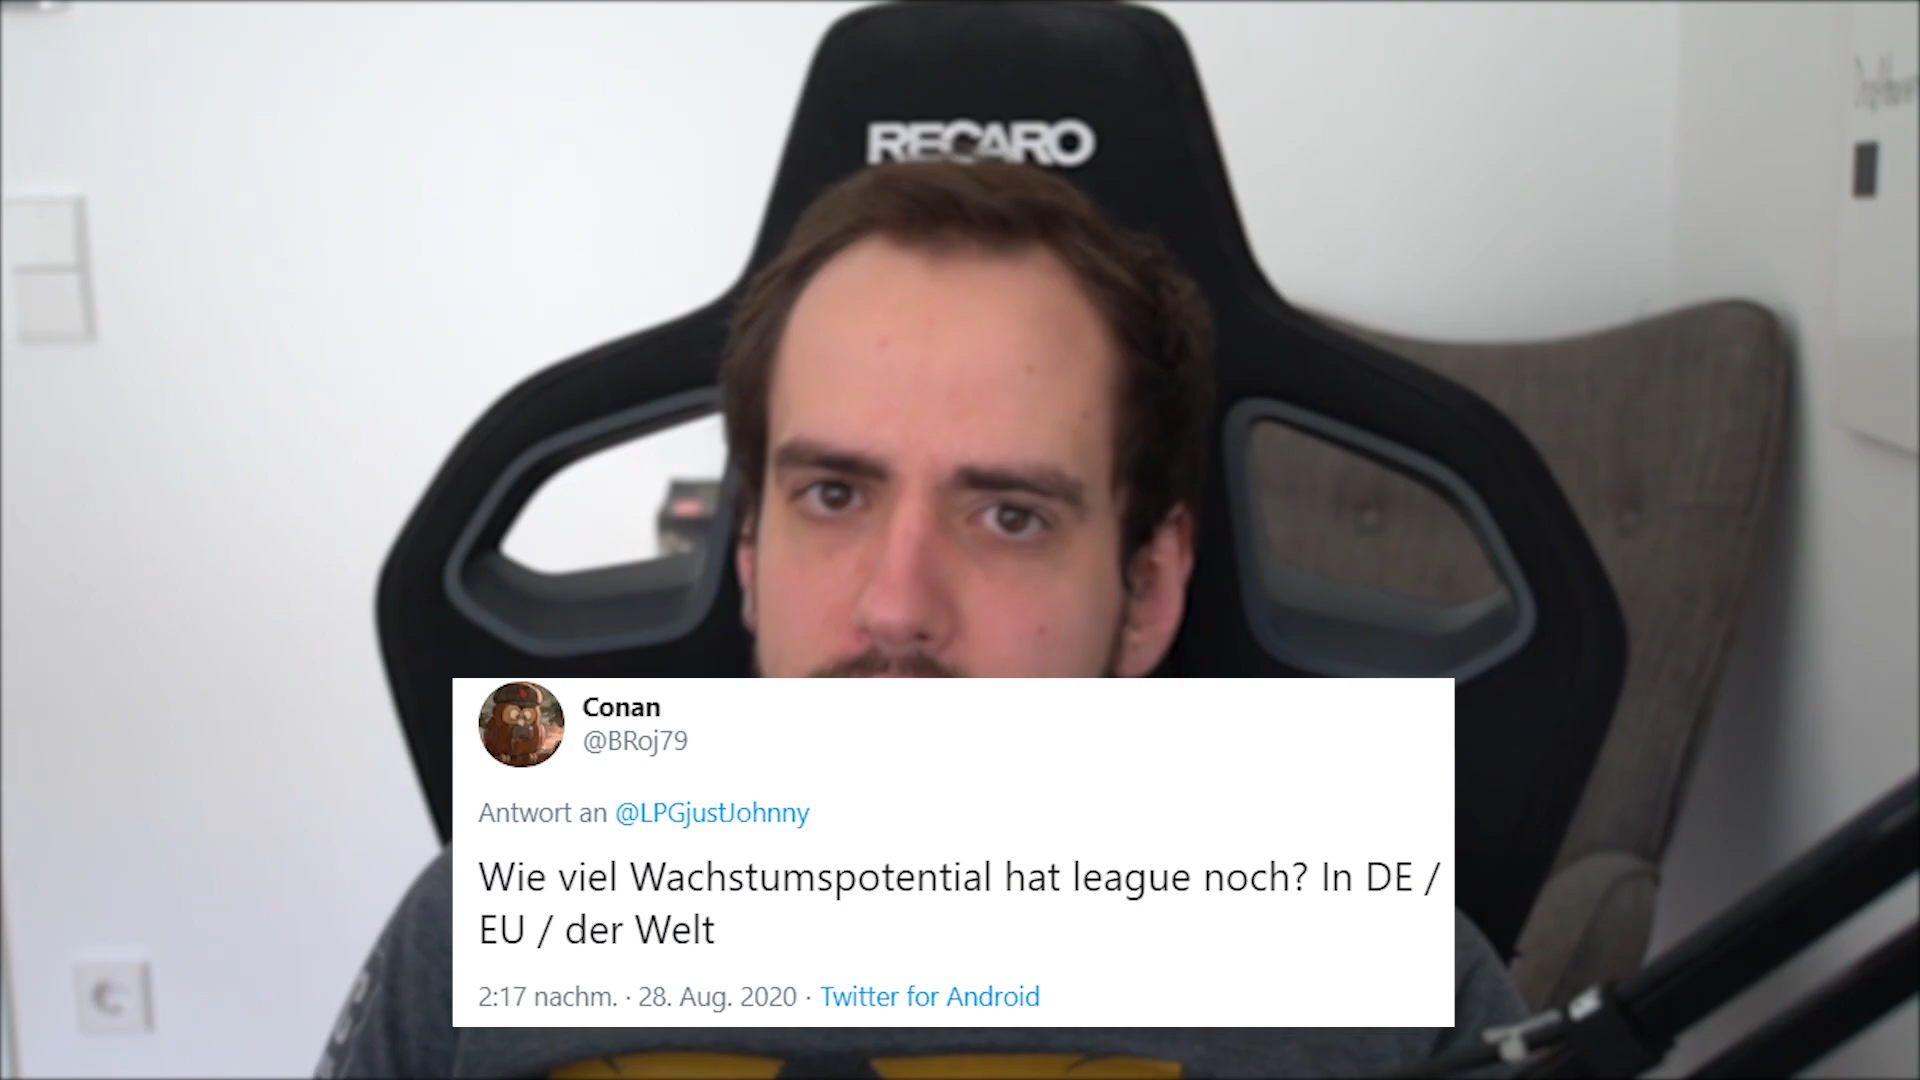 RECARO
Conan
@BRoj79
Antwort an @LPGjustJohnny
Wie viel Wachstumspotential hat league noch? In DE /
EU / der Welt
2:17 nachm. · 28. Aug. 2020 · Twitter for Android